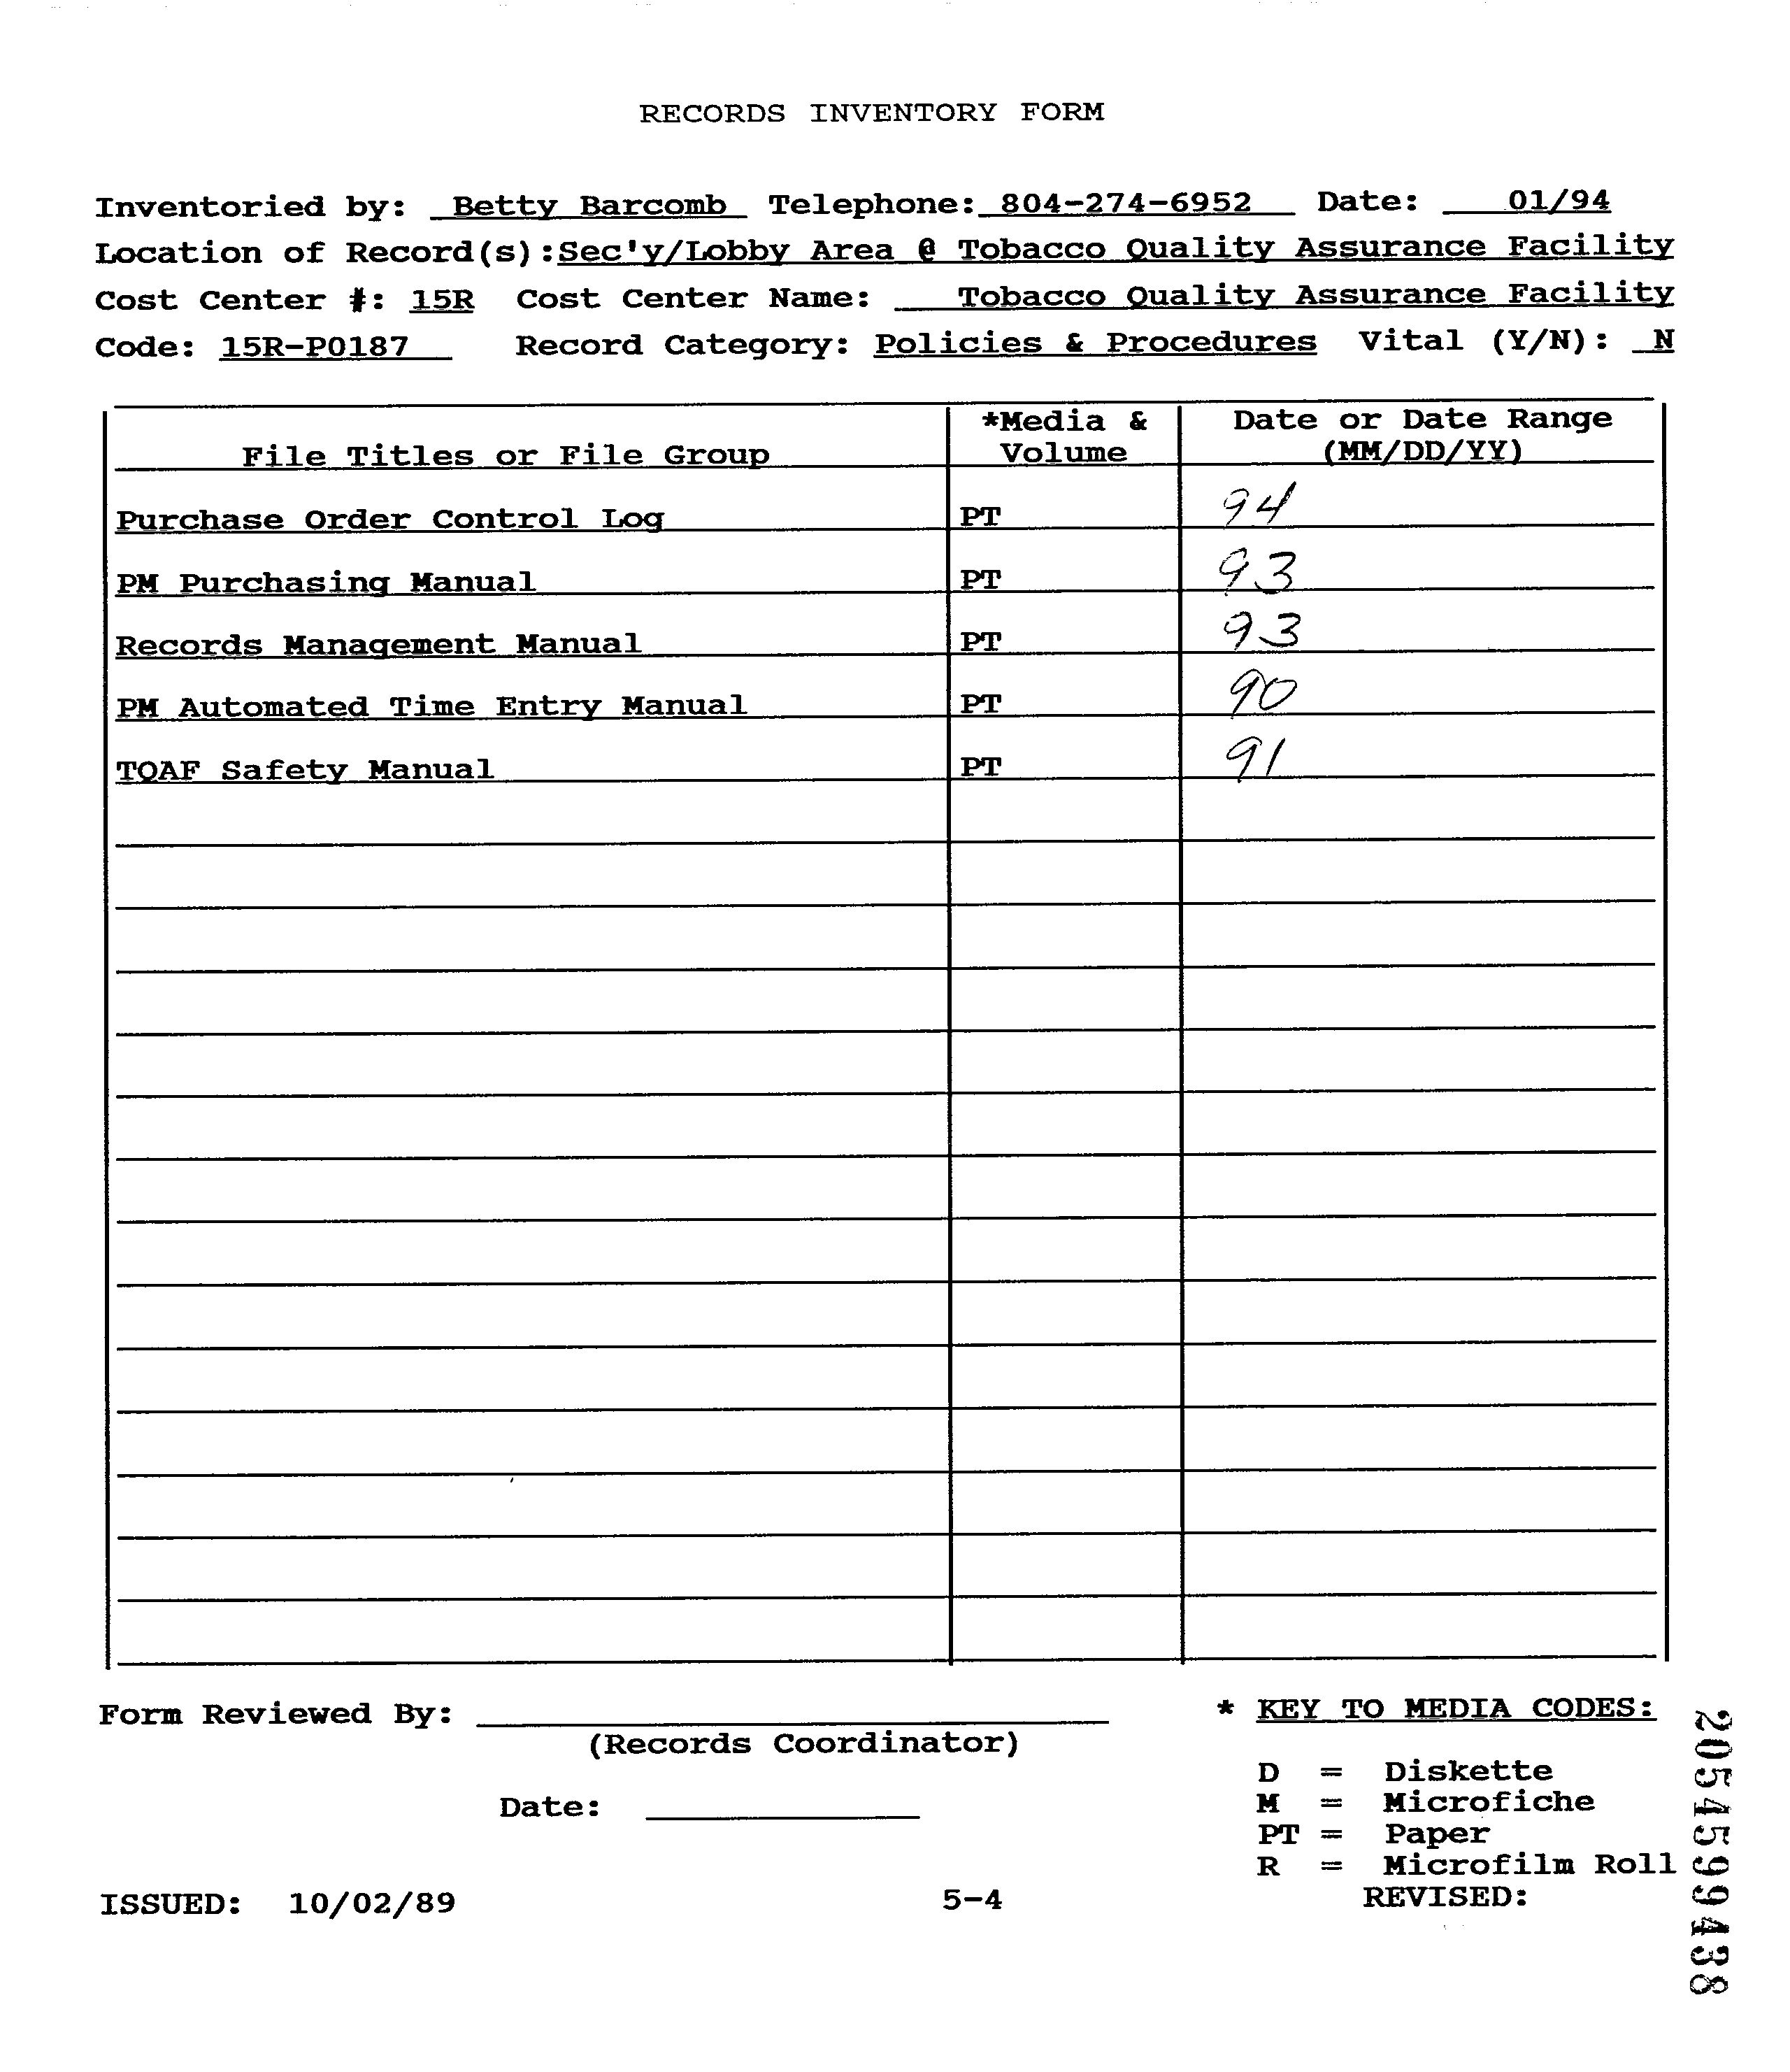 RECORDS INVENTORY FORM
Inventoried by: Betty Barcomb Telephone: 804-274-6952 Date: 01/94
Location of Record(s):Sec'y/Lobby Area @ Tobacco Quality Assurance Facility
Cost Center #: 15R Cost Center Name: Tobacco Quality Assurance Facility
Code: 15R-P0187 Record Category: Policies & Procedures Vital (Y/N): N
File Titles or File Group *Media & Volume Date or Date Range (MM/DD/YY)
Purchase Order Control Log PT 94
PM Purchasing Manual PT 93
Records Management Manual PT 93
PM Automated Time Entry Manual PT 90
TQAF Safety Manual PT 91
Form Reviewed By:
(Records Coordinator)
Date:
* KEY TO MEDIA CODES:
D = Diskette
M = Microfiche
PT = Paper
R = Microfilm Roll
ISSUED: 10/02/89 5-4 REVISED:
2054599438